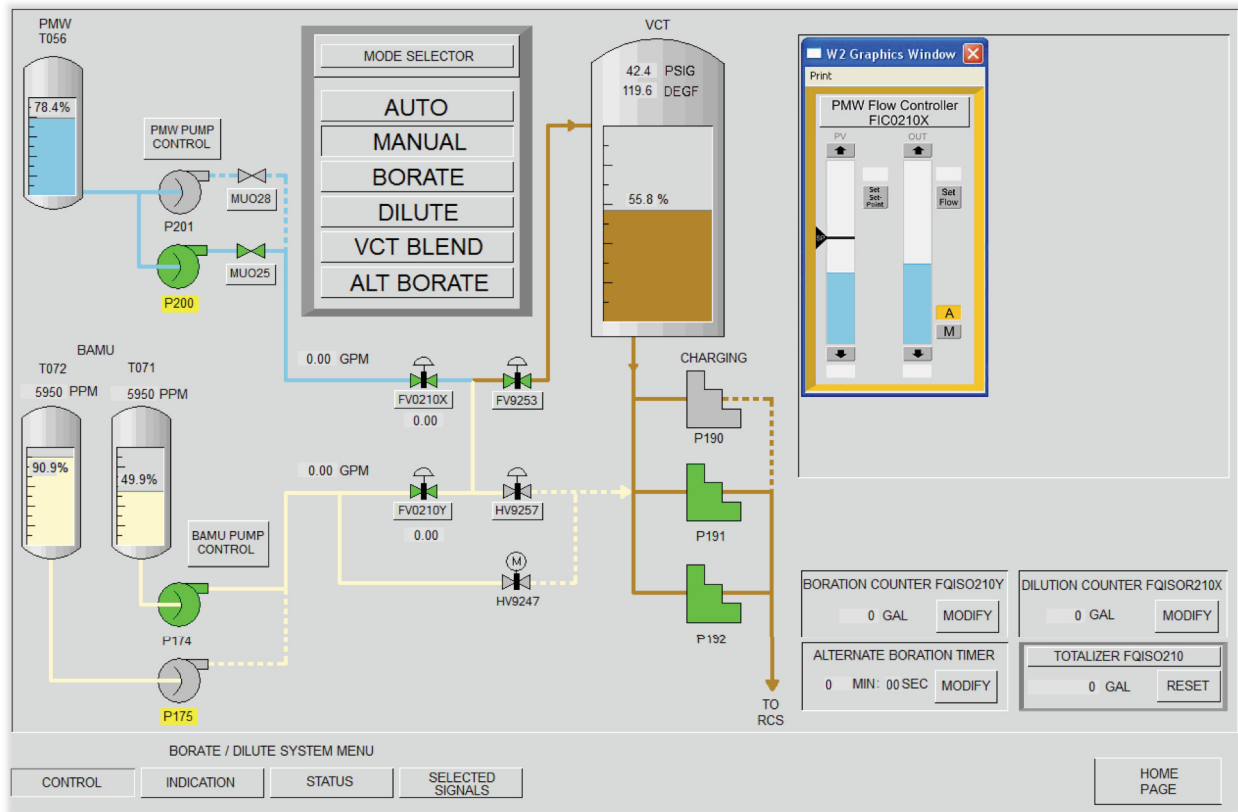 PMW
T056
78.4%
PMW PUMP
CONTROL
P201
MUO28
P200
MUO25
MODE SELECTOR
AUTO
MANUAL
BORATE
DILUTE
VCT BLEND
ALT BORATE
VCT
42.4 PSIG
119.6 DEGF
55.8 %
W2 Graphics Window
Print
PMW Flow Controller
FIC0210X
PV
OUT
Set
Set-
Point
Set
Flow
SP
A
M
BAMU
T072
T071
5950 PPM
5950 PPM
90.9%
49.9%
BAMU PUMP
CONTROL
P174
P175
0.00 GPM
FV0210X
0.00
FV9253
0.00 GPM
FV0210Y
0.00
HV9257
M
HV9247
CHARGING
P190
P191
P192
TO
RCS
BORATION COUNTER FQISO210Y
0 GAL
MODIFY
DILUTION COUNTER FQISOR210X
0 GAL
MODIFY
ALTERNATE BORATION TIMER
0 MIN: 00 SEC
MODIFY
TOTALIZER FQISO210
0 GAL
RESET
BORATE / DILUTE SYSTEM MENU
CONTROL
INDICATION
STATUS
SELECTED
SIGNALS
HOME
PAGE